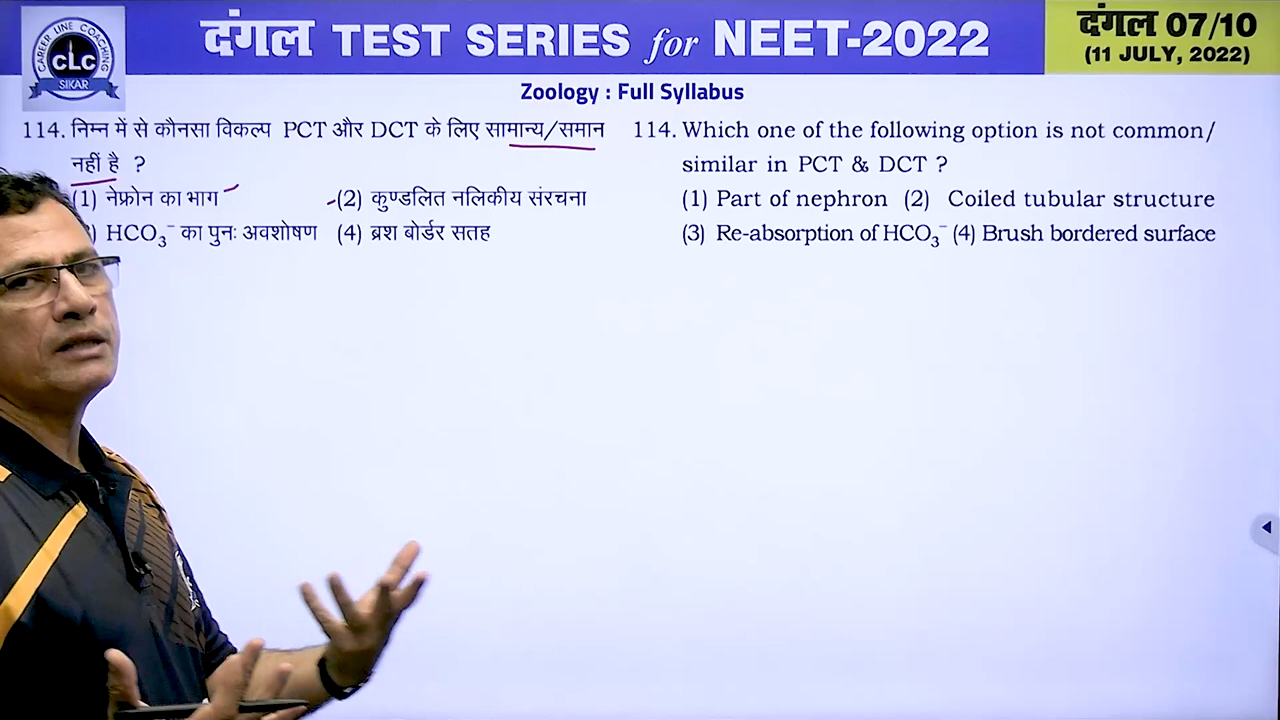 CAREER LINE COACHING
CLC
SIKAR
दंगल TEST SERIES for NEET-2022
दंगल 07/10
(11 JULY, 2022)
Zoology : Full Syllabus
114. निम्न में से कौनसा विकल्प PCT और DCT के लिए सामान्य/समान
नहीं है ?
(1) नेफ्रोन का भाग (2) कुण्डलित नलिकीय संरचना
) HCO₃⁻ का पुनः अवशोषण (4) ब्रश बोर्डर सतह
114. Which one of the following option is not common/
similar in PCT & DCT ?
(1) Part of nephron (2) Coiled tubular structure
(3) Re-absorption of HCO₃⁻ (4) Brush bordered surface